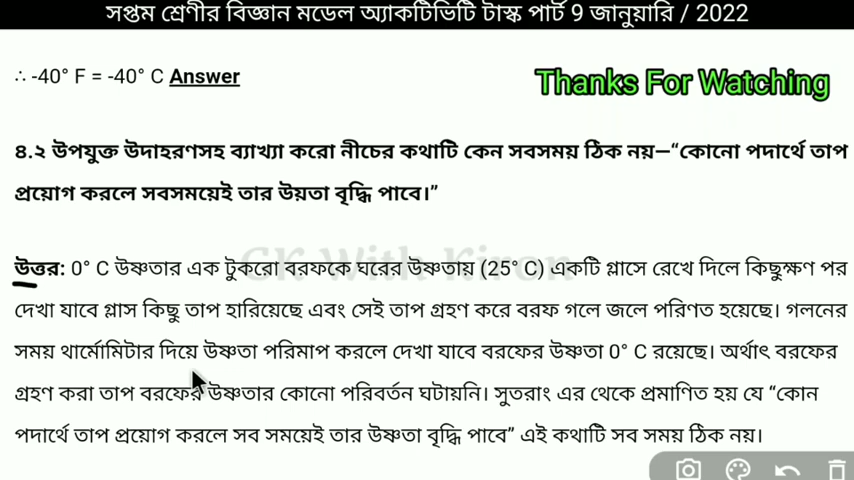 সপ্তম শ্রেণীর বিজ্ঞান মডেল অ্যাকটিভিটি টাস্ক পার্ট 9 জানুয়ারি / 2022
∴ -40° F = -40° C Answer
Thanks For Watching
৪.২ উপযুক্ত উদাহরণসহ ব্যাখ্যা করো নীচের কথাটি কেন সবসময় ঠিক নয়—“কোনো পদার্থে তাপ
প্রয়োগ করলে সবসময়েই তার উয়তা বৃদ্ধি পাবে।”
GK With Kiron
উত্তর: 0° C উষ্ণতার এক টুকরো বরফকে ঘরের উষ্ণতায় (25° C) একটি গ্লাসে রেখে দিলে কিছুক্ষণ পর
দেখা যাবে গ্লাস কিছু তাপ হারিয়েছে এবং সেই তাপ গ্রহণ করে বরফ গলে জলে পরিণত হয়েছে। গলনের
সময় থার্মোমিটার দিয়ে উষ্ণতা পরিমাপ করলে দেখা যাবে বরফের উষ্ণতা 0° C রয়েছে। অর্থাৎ বরফের
গ্রহণ করা তাপ বরফের উষ্ণতার কোনো পরিবর্তন ঘটায়নি। সুতরাং এর থেকে প্রমাণিত হয় যে “কোন
পদার্থে তাপ প্রয়োগ করলে সব সময়েই তার উষ্ণতা বৃদ্ধি পাবে” এই কথাটি সব সময় ঠিক নয়।